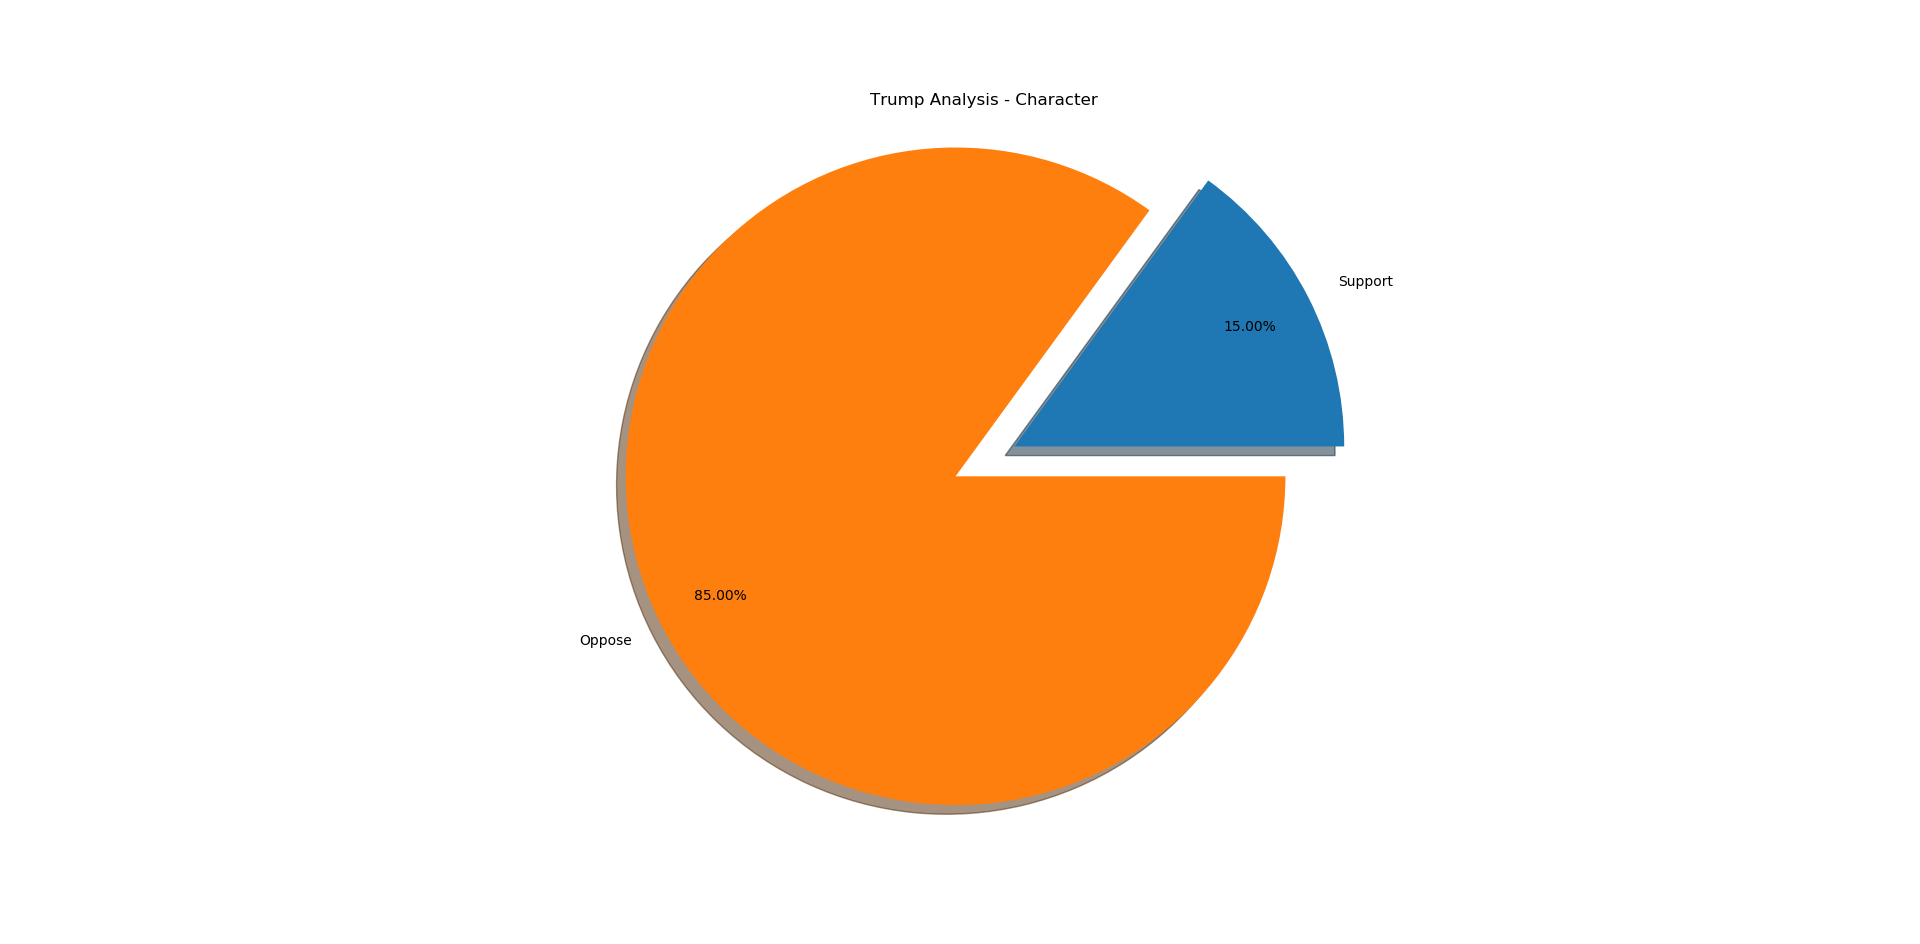 Trump Analysis - Character
Support
15.00%
85.00%
Oppose